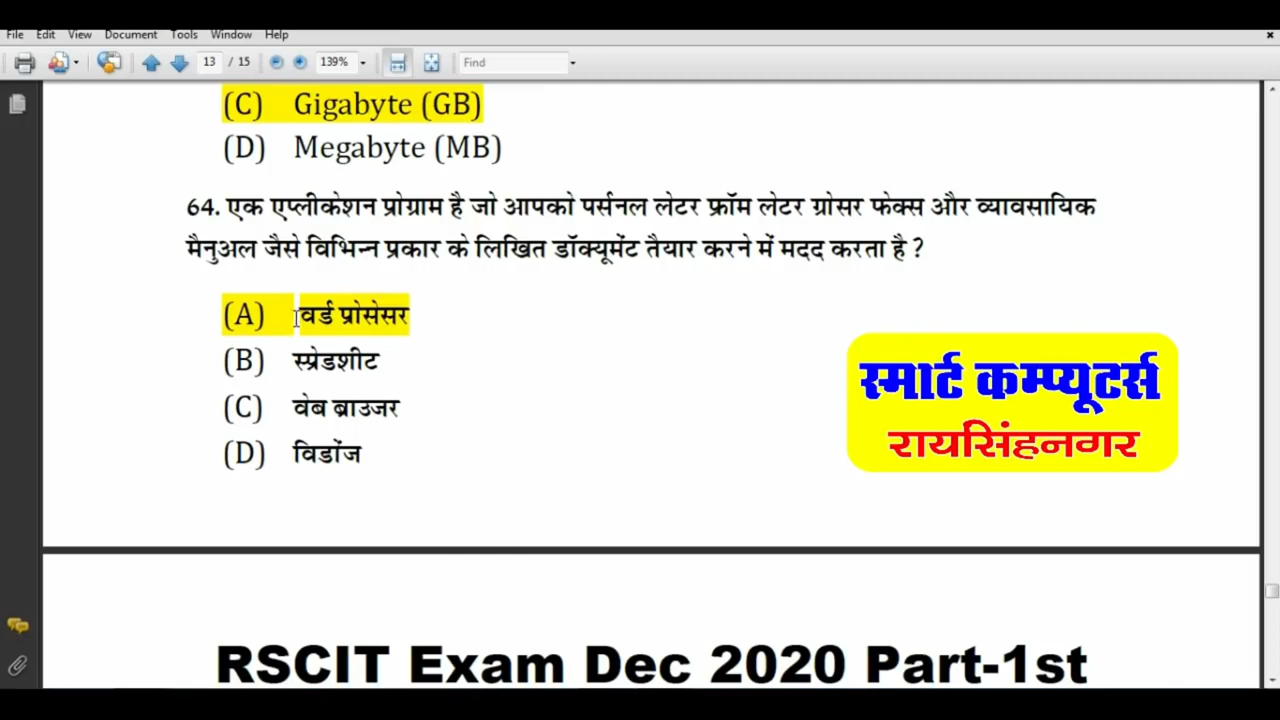 File Edit View Document Tools Window Help
13 / 15 139% Find
(C) Gigabyte (GB)
(D) Megabyte (MB)
64. एक एप्लीकेशन प्रोग्राम है जो आपको पर्सनल लेटर फ्रॉम लेटर ग्रोसर फेक्स और व्यावसायिक
मैनुअल जैसे विभिन्न प्रकार के लिखित डॉक्यूमेंट तैयार करने में मदद करता है ?
(A) वर्ड प्रोसेसर
(B) स्प्रेडशीट
(C) वेब ब्राउजर
(D) विडोंज
स्मार्ट कम्प्यूटर्स
रायसिंहनगर
RSCIT Exam Dec 2020 Part-1st